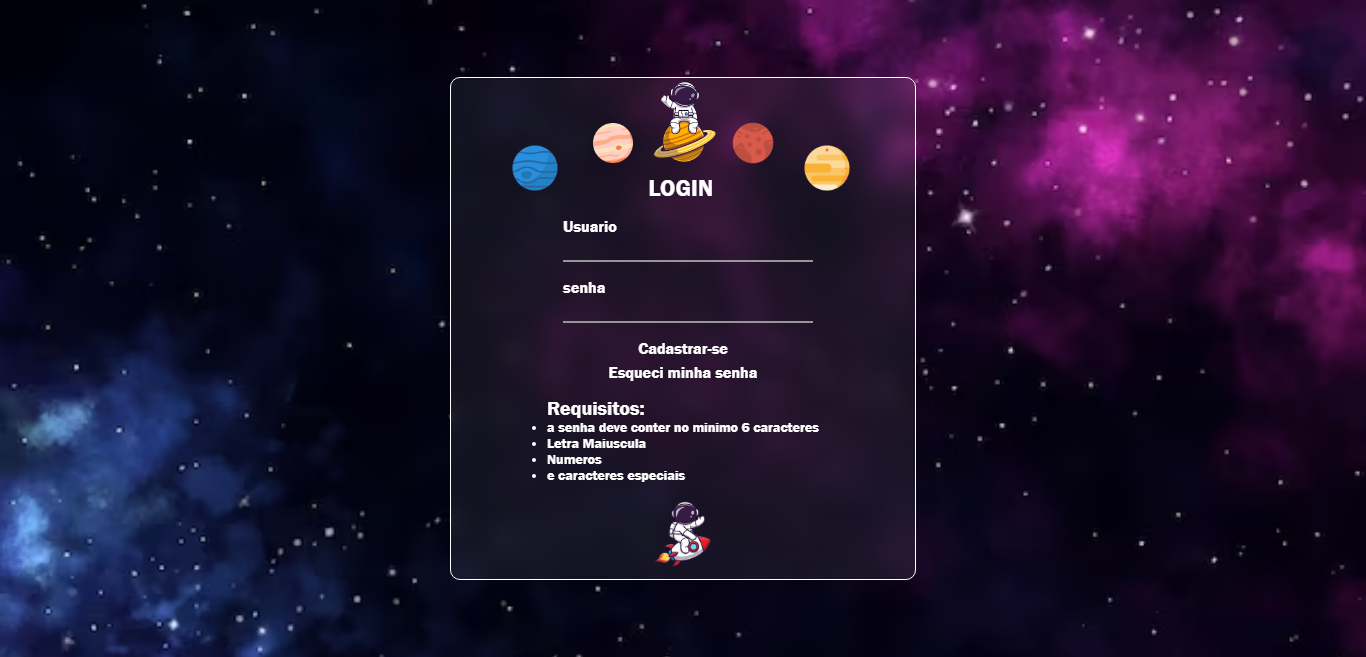 LOGIN
Usuario
senha
Cadastrar-se
Esqueci minha senha
Requisitos:
a senha deve conter no minimo 6 caracteres
Letra Maiuscula
Numeros
e caracteres especiais